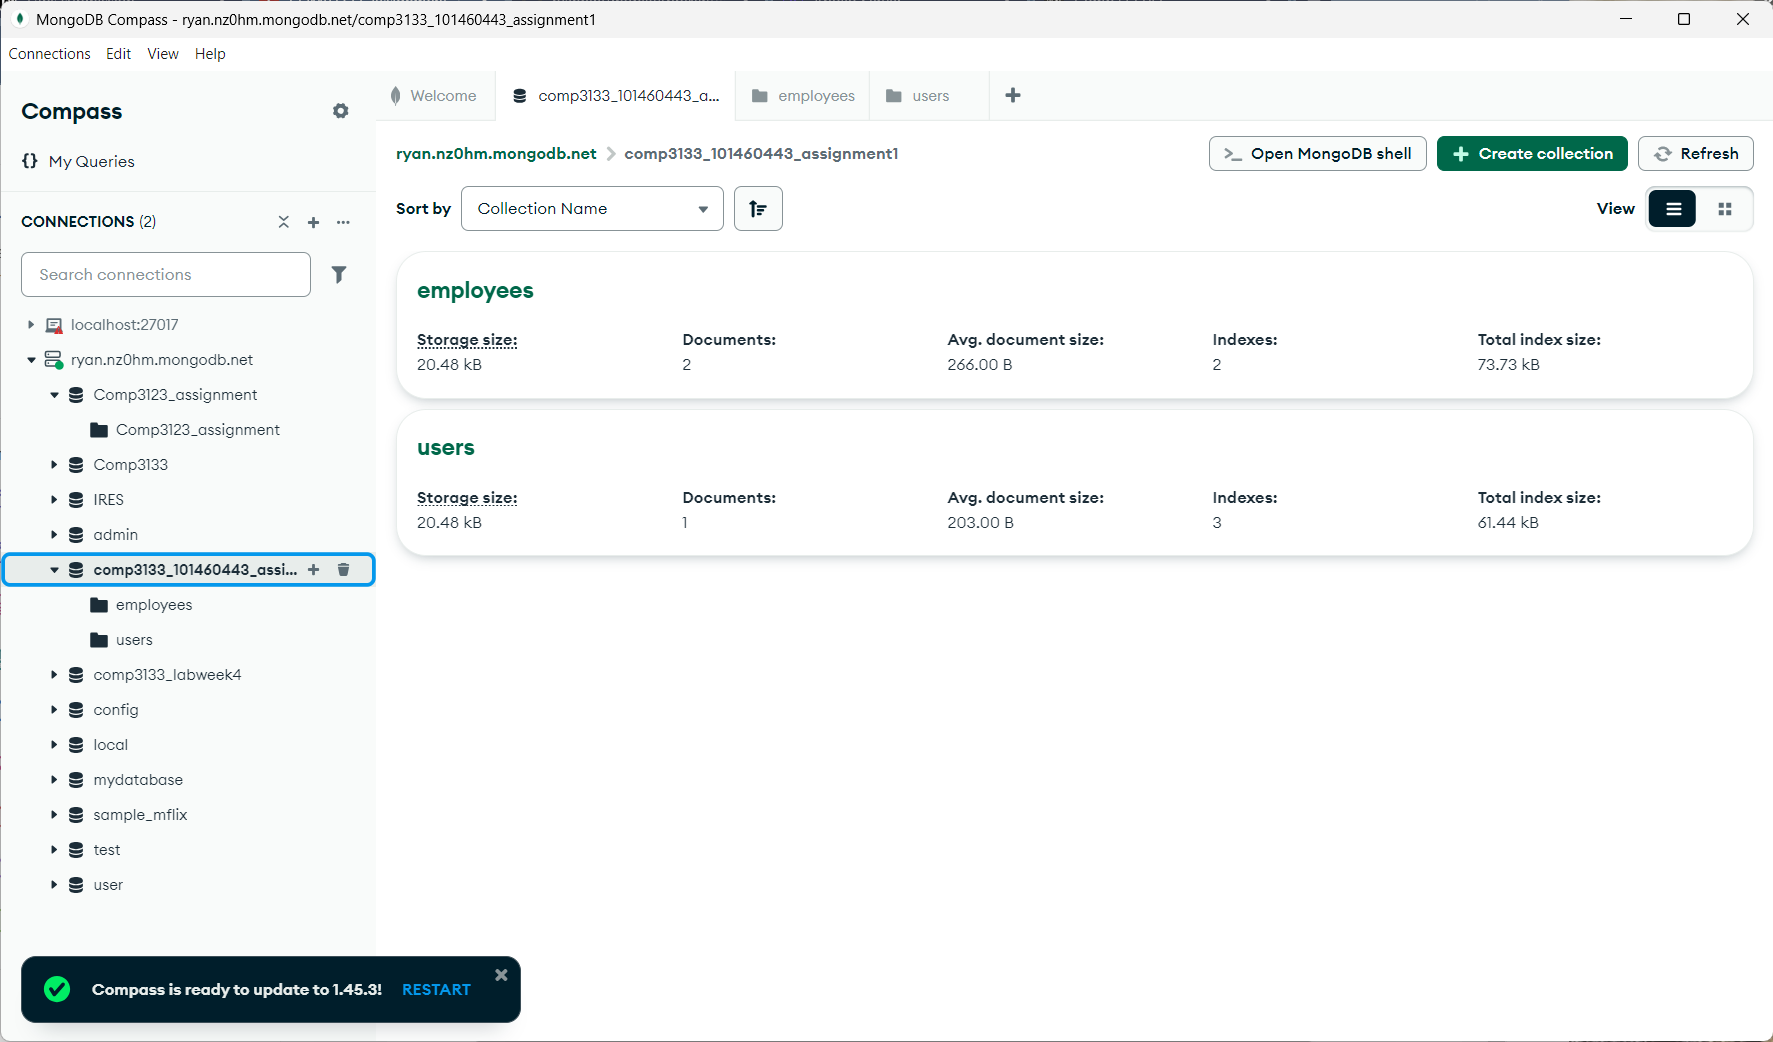 MongoDB Compass - ryan.nz0hm.mongodb.net/comp3133_101460443_assignment1
Connections Edit View Help
Compass
{} My Queries
CONNECTIONS (2)
Search connections
localhost:27017
ryan.nz0hm.mongodb.net
Comp3123_assignment
Comp3123_assignment
Comp3133
IRES
admin
comp3133_101460443_assi...
employees
users
comp3133_labweek4
config
local
mydatabase
sample_mflix
test
user
Compass is ready to update to 1.45.3! RESTART
Welcome comp3133_101460443_a... employees users
ryan.nz0hm.mongodb.net comp3133_101460443_assignment1
>_ Open MongoDB shell + Create collection Refresh
Sort by Collection Name View
employees
Storage size: Documents: Avg. document size: Indexes: Total index size:
20.48 kB 2 266.00 B 2 73.73 kB
users
Storage size: Documents: Avg. document size: Indexes: Total index size:
20.48 kB 1 203.00 B 3 61.44 kB